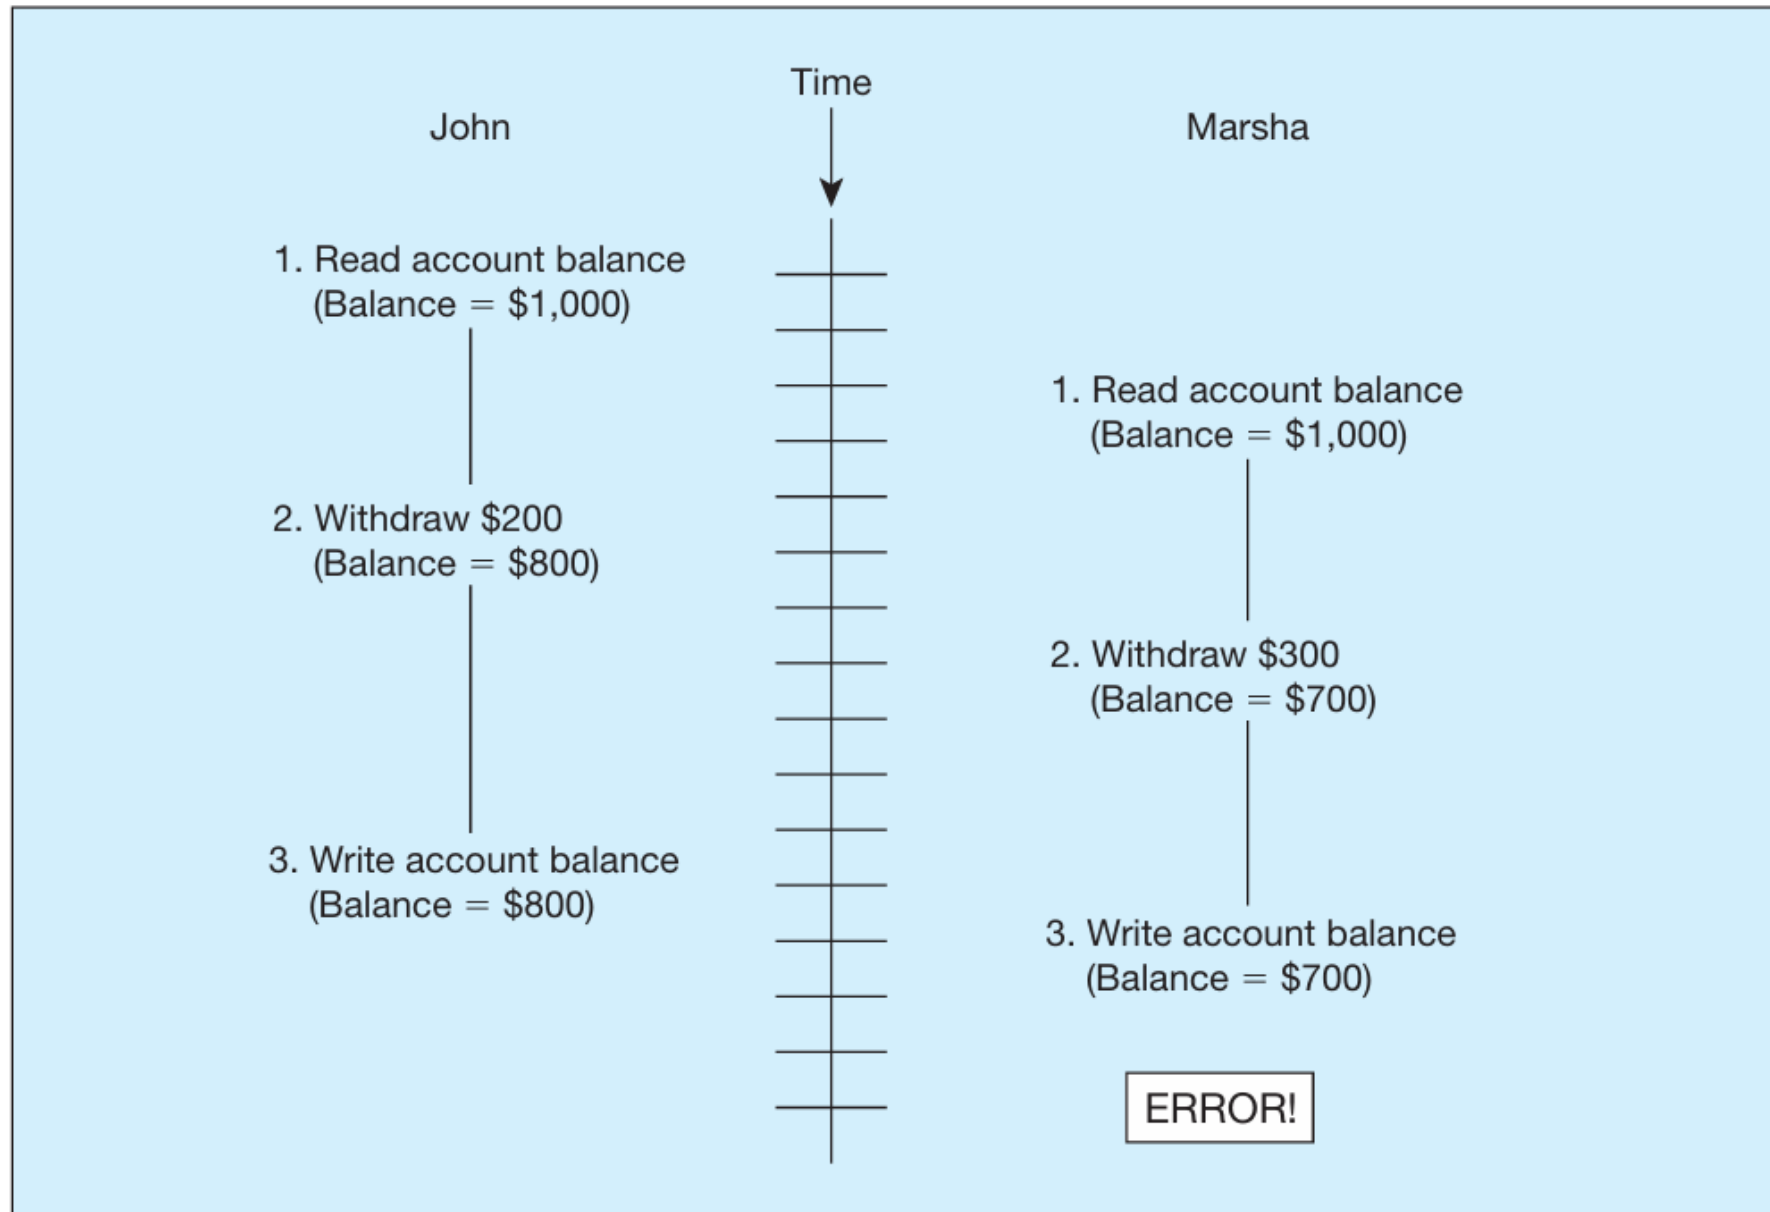 Time
John
Marsha
1. Read account balance
(Balance = $1,000)
1. Read account balance
(Balance = $1,000)
2. Withdraw $200
(Balance = $800)
2. Withdraw $300
(Balance = $700)
3. Write account balance
(Balance = $800)
3. Write account balance
(Balance = $700)
ERROR!